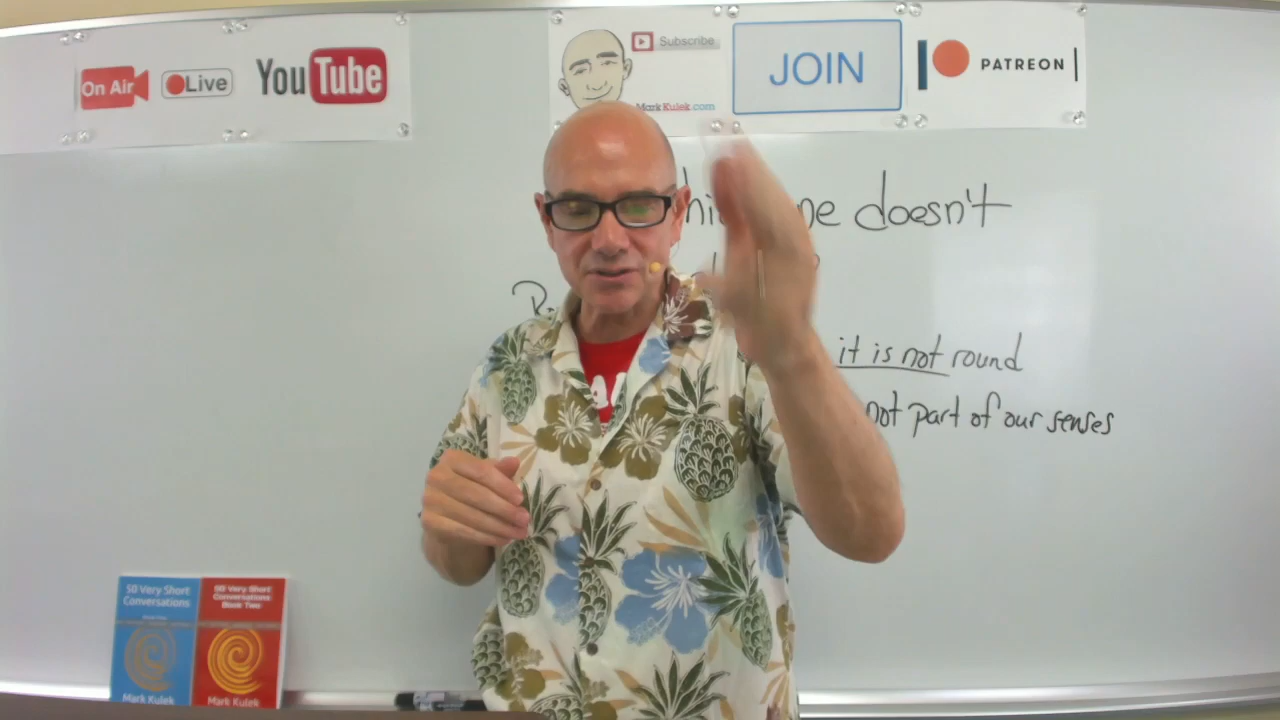 On Air
Live
YouTube
Subscribe
MarkKulek.com
JOIN
PATREON
doesn't
it is not round
not part of our senses
50 Very Short
Conversations
Mark Kulek
50 Very Short
Conversations
Book Two
Mark Kulek